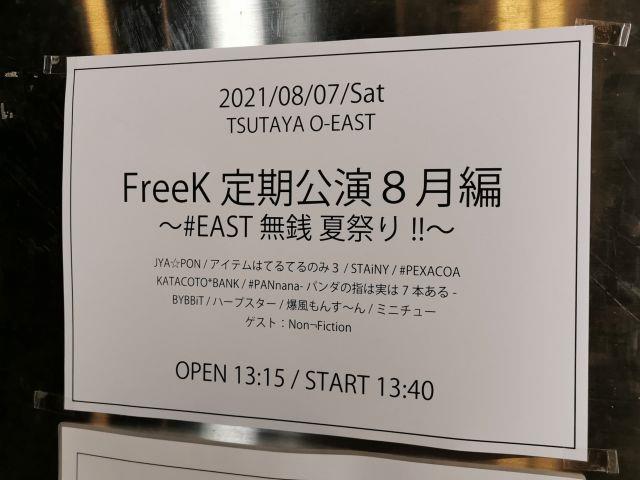 2021/08/07/Sat
TSUTAYA O-EAST
FreeK 定期公演８月編
～#EAST 無銭 夏祭り !!～
JYA☆PON / アイテムはてるてるのみ３ / STAiNY / #PEXACOA
KATACOTO*BANK / #PANnana- パンダの指は実は７本ある -
BYBBiT / ハープスター / 爆風もんす～ん / ミニチュー
ゲスト：Non¬Fiction
OPEN 13:15 / START 13:40